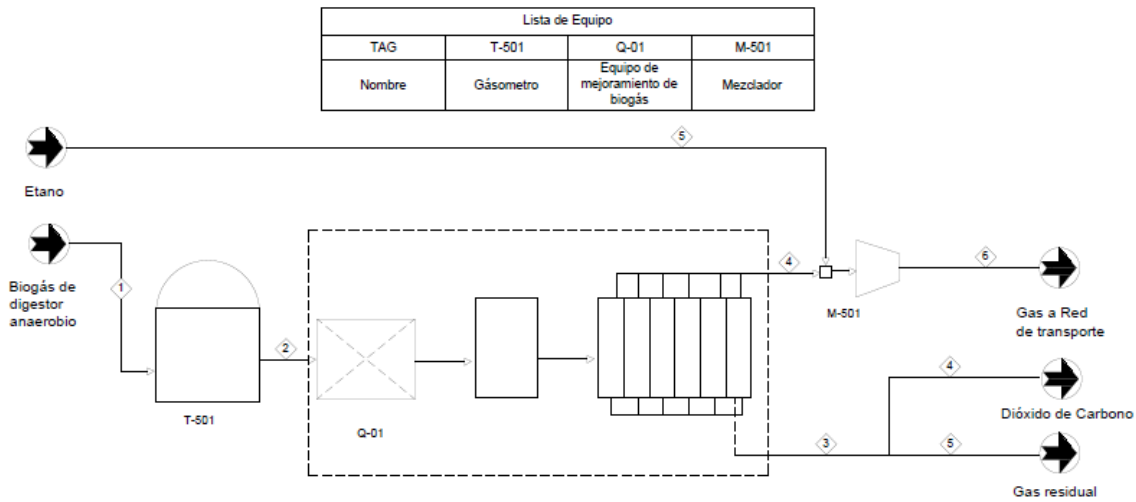 Lista de Equipo
TAG
T-501
Q-01
M-501
Nombre
Gásometro
Equipo de
mejoramiento de
biogás
Mezclador
5
Etano
Biogás de
digestor
anaerobio
1
T-501
2
Q-01
4
M-501
6
Gas a Red
de transporte
3
4
Dióxido de Carbono
5
Gas residual